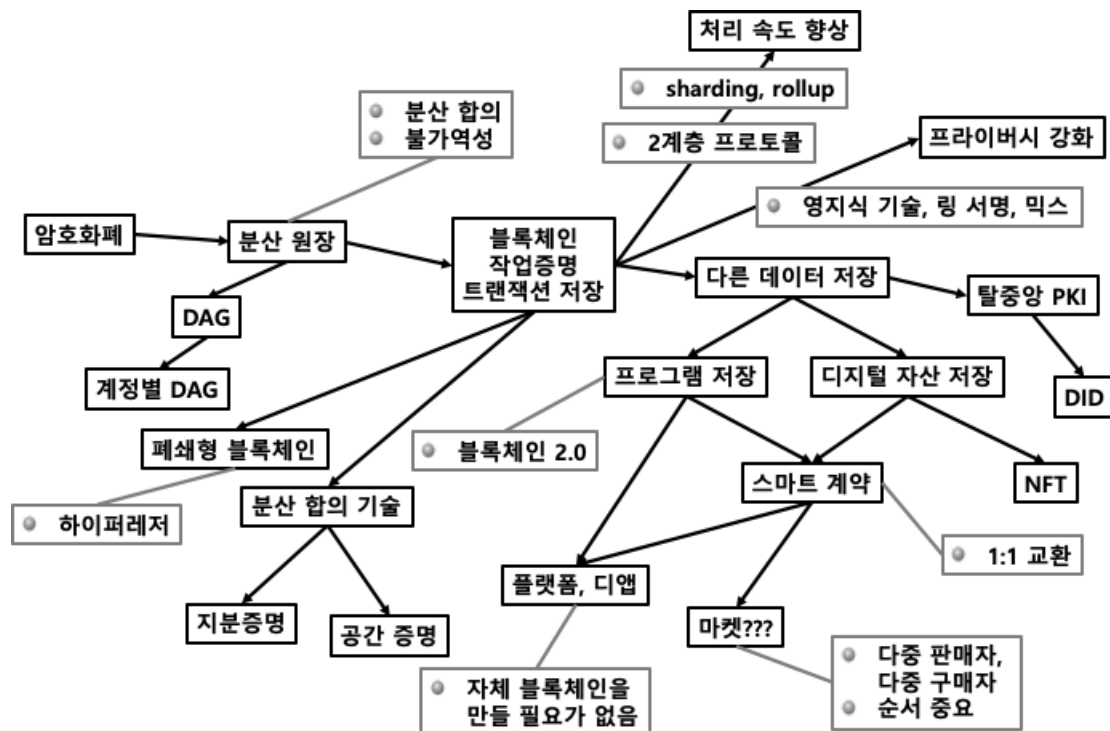 처리 속도 향상
sharding, rollup
분산 합의
불가역성
2계층 프로토콜
프라이버시 강화
영지식 기술, 링 서명, 믹스
암호화폐
분산 원장
블록체인
작업증명
트랜잭션 저장
다른 데이터 저장
탈중앙 PKI
DAG
계정별 DAG
프로그램 저장
디지털 자산 저장
DID
폐쇄형 블록체인
블록체인 2.0
스마트 계약
NFT
분산 합의 기술
하이퍼레저
1:1 교환
플랫폼, 디앱
지분증명
공간 증명
마켓???
다중 판매자,
다중 구매자
순서 중요
자체 블록체인을
만들 필요가 없음